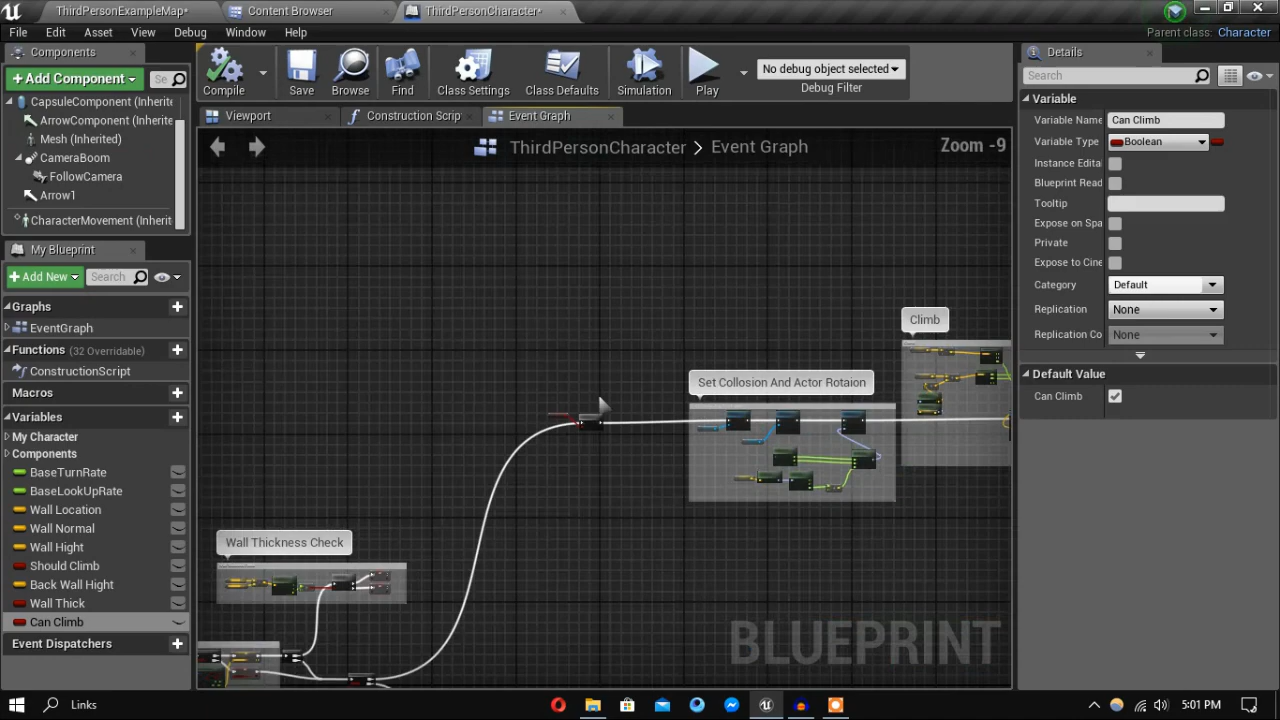 ThirdPersonExampleMap*
Content Browser
ThirdPersonCharacter*
File Edit Asset View Debug Window Help
Parent class: Character
Components
+Add Component
Se
CapsuleComponent (Inherit
ArrowComponent (Inherite
Mesh (Inherited)
CameraBoom
FollowCamera
Arrow1
CharacterMovement (Inherit
My Blueprint
+Add New
Search
Graphs
EventGraph
Functions (32 Overridable)
ConstructionScript
Macros
Variables
My Character
Components
BaseTurnRate
BaseLookUpRate
Wall Location
Wall Normal
Wall Hight
Should Climb
Back Wall Hight
Wall Thick
Can Climb
Event Dispatchers
Compile
Save
Browse
Find
Class Settings
Class Defaults
Simulation
Play
No debug object selected
Debug Filter
Viewport
Construction Scrip
Event Graph
ThirdPersonCharacter > Event Graph
Zoom -9
Climb
Set Collosion And Actor Rotaion
Wall Thickness Check
BLUEPRINT
Details
Search
Variable
Variable Name Can Climb
Variable Type Boolean
Instance Edita
Blueprint Read
Tooltip
Expose on Spa
Private
Expose to Cine
Category Default
Replication None
Replication Co None
Default Value
Can Climb
Links
5:01 PM